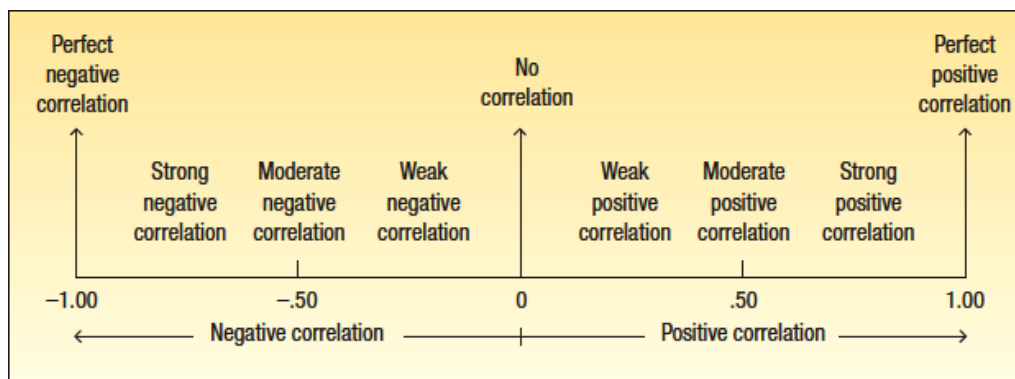 Perfect
negative
correlation
No
correlation
Perfect
positive
correlation
Strong
negative
correlation
Moderate
negative
correlation
Weak
negative
correlation
Weak
positive
correlation
Moderate
positive
correlation
Strong
positive
correlation
−1.00 −.50 0 .50 1.00
Negative correlation Positive correlation